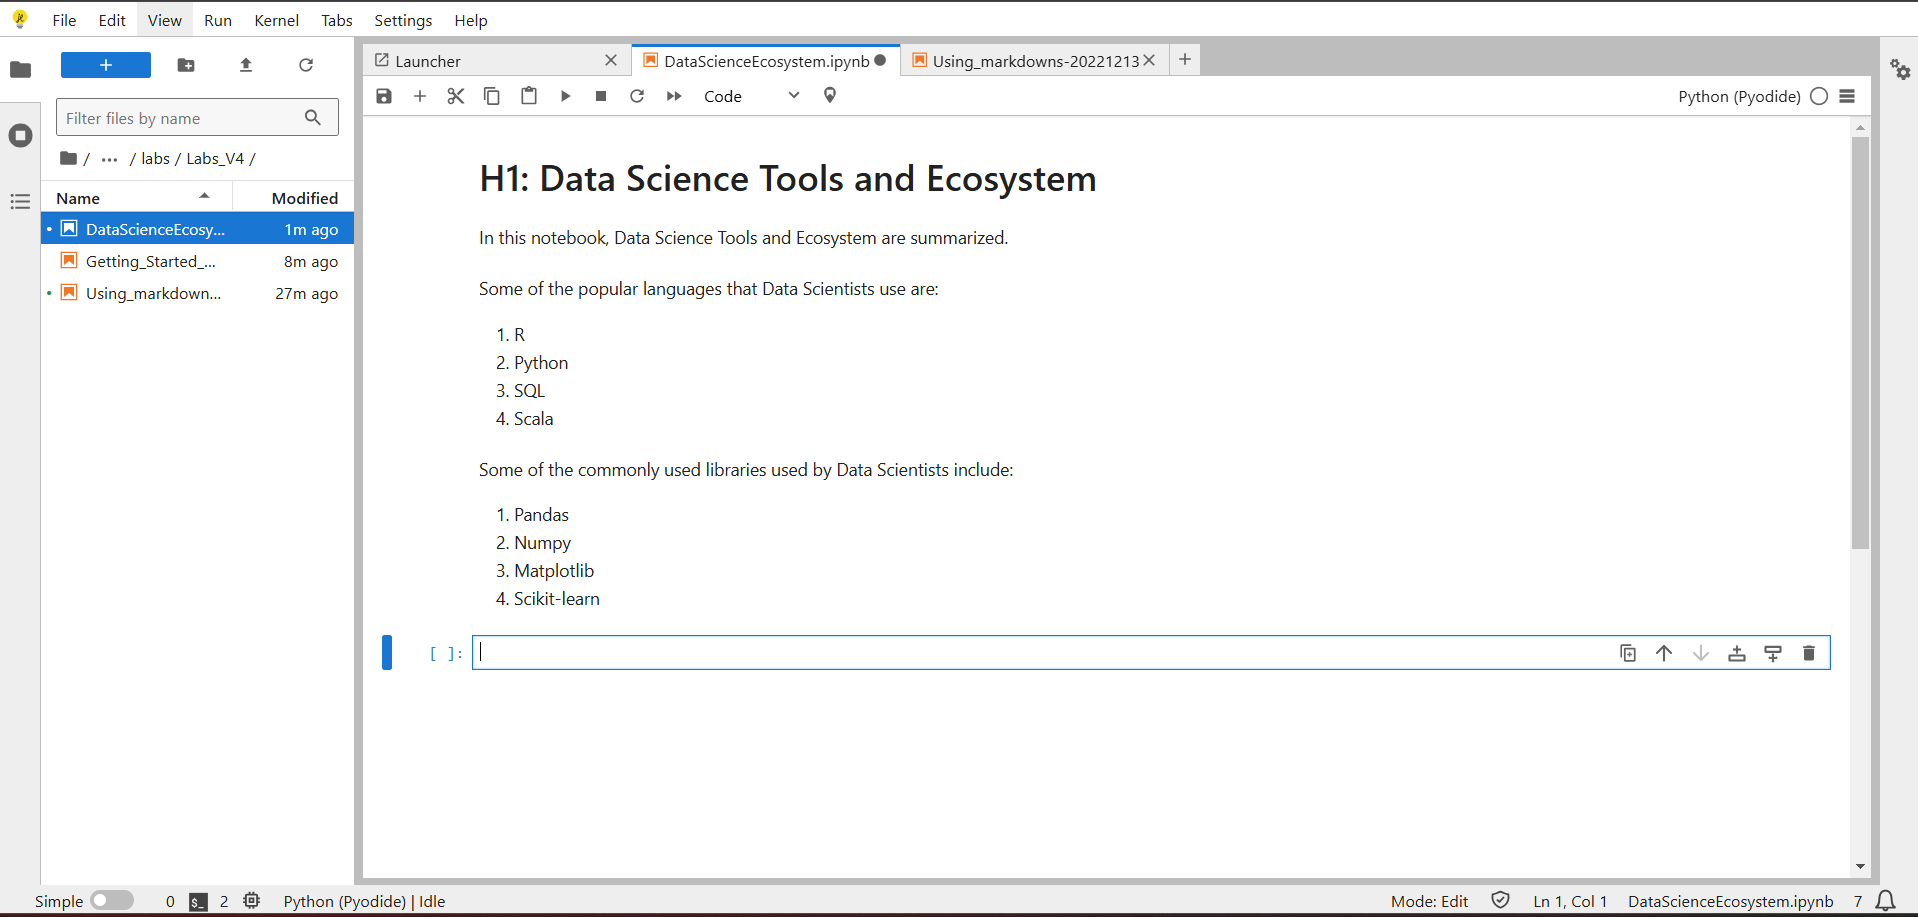 File Edit View Run Kernel Tabs Settings Help
Launcher
DataScienceEcosystem.ipynb
Using_markdowns-20221213
Code
Python (Pyodide)
Filter files by name
/ ... / labs / Labs_V4 /
Name Modified
DataScienceEcosy... 1m ago
Getting_Started_... 8m ago
Using_markdown... 27m ago
H1: Data Science Tools and Ecosystem
In this notebook, Data Science Tools and Ecosystem are summarized.
Some of the popular languages that Data Scientists use are:
1. R
2. Python
3. SQL
4. Scala
Some of the commonly used libraries used by Data Scientists include:
1. Pandas
2. Numpy
3. Matplotlib
4. Scikit-learn
[ ]:
Simple 0 $_ 2 Python (Pyodide) | Idle Mode: Edit Ln 1, Col 1 DataScienceEcosystem.ipynb 7